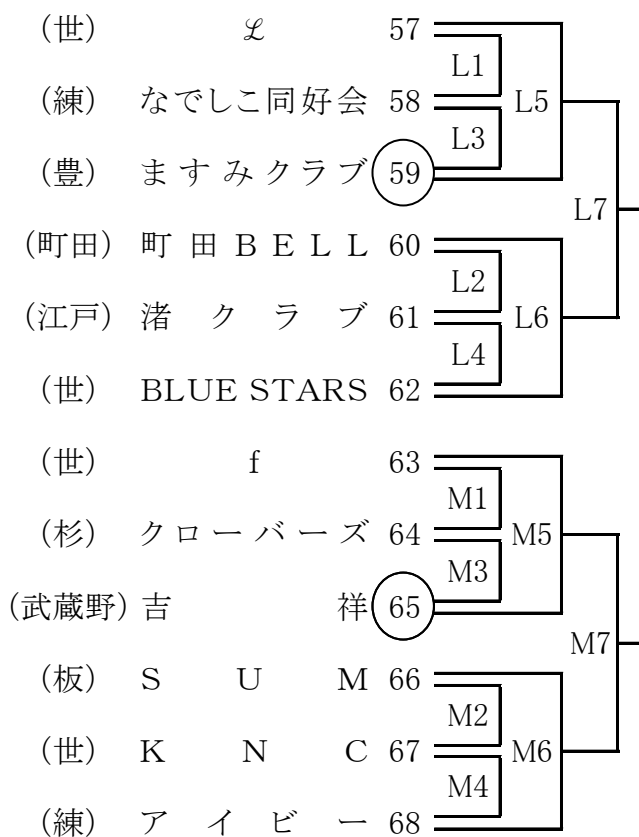 (世) ℒ 57
L1
(練) なでしこ同好会 58 L5
L3
(豊) ますみクラブ 59
L7
(町田) 町田BELL 60
L2
(江戸) 渚クラブ 61 L6
L4
(世) BLUE STARS 62
(世) f 63
M1
(杉) クローバーズ 64 M5
M3
(武蔵野) 吉祥 65
M7
(板) SUM 66
M2
(世) KNC 67 M6
M4
(練) アイビー 68